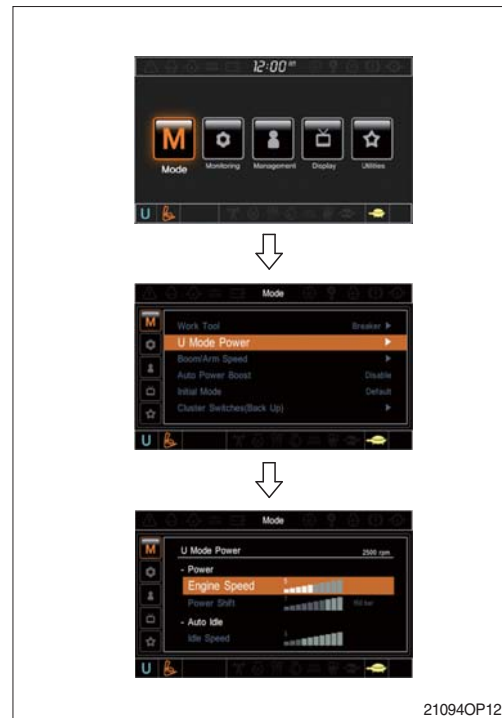 12:00
M
Mode Monitoring Management Display Utilities
U
Mode
M
Work Tool Breaker
U Mode Power
Boom/Arm Speed
Auto Power Boost Disable
Initial Mode Default
Cluster Switches(Back Up)
U
Mode
M
U Mode Power 2500 rpm
- Power
Engine Speed
Power Shift
- Auto Idle
Idle Speed
U
21094OP12